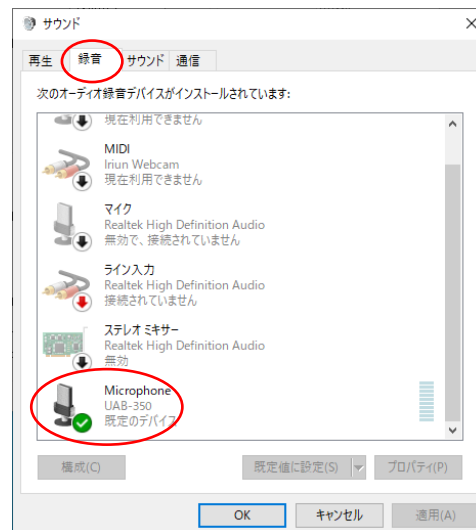 サウンド
再生 録音 サウンド 通信
次のオーディオ録音デバイスがインストールされています:
現在利用できません
MIDI
Iriun Webcam
現在利用できません
マイク
Realtek High Definition Audio
無効で、接続されていません
ライン入力
Realtek High Definition Audio
接続されていません
ステレオ ミキサー
Realtek High Definition Audio
無効
Microphone
UAB-350
既定のデバイス
構成(C) 既定値に設定(S) プロパティ(P)
OK キャンセル 適用(A)